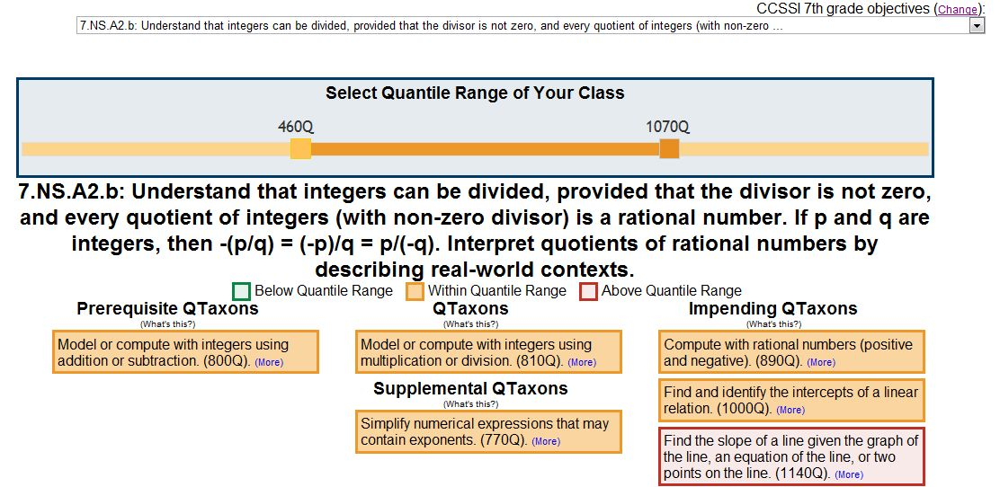 CCSSI 7th grade objectives (Change):
7.NS.A2.b: Understand that integers can be divided, provided that the divisor is not zero, and every quotient of integers (with non-zero ...
Select Quantile Range of Your Class
460Q
1070Q
7.NS.A2.b: Understand that integers can be divided, provided that the divisor is not zero,
and every quotient of integers (with non-zero divisor) is a rational number. If p and q are
integers, then -(p/q) = (-p)/q = p/(-q). Interpret quotients of rational numbers by
describing real-world contexts.
Below Quantile Range
Within Quantile Range
Above Quantile Range
Prerequisite QTaxons
(What's this?)
Model or compute with integers using
addition or subtraction. (800Q). (More)
QTaxons
(What's this?)
Model or compute with integers using
multiplication or division. (810Q). (More)
Supplemental QTaxons
(What's this?)
Simplify numerical expressions that may
contain exponents. (770Q). (More)
Impending QTaxons
(What's this?)
Compute with rational numbers (positive
and negative). (890Q). (More)
Find and identify the intercepts of a linear
relation. (1000Q). (More)
Find the slope of a line given the graph of
the line, an equation of the line, or two
points on the line. (1140Q). (More)